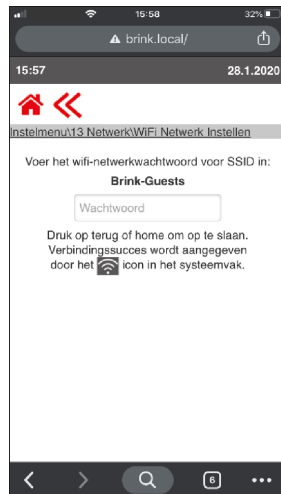 15:58
32%
brink.local/
15:57
28.1.2020
Instelmenu\13 Netwerk\WiFi Netwerk Instellen
Voer het wifi-netwerkwachtwoord voor SSID in:
Brink-Guests
Wachtwoord
Druk op terug of home om op te slaan.
Verbindingssucces wordt aangegeven
door het icon in het systeemvak.
6